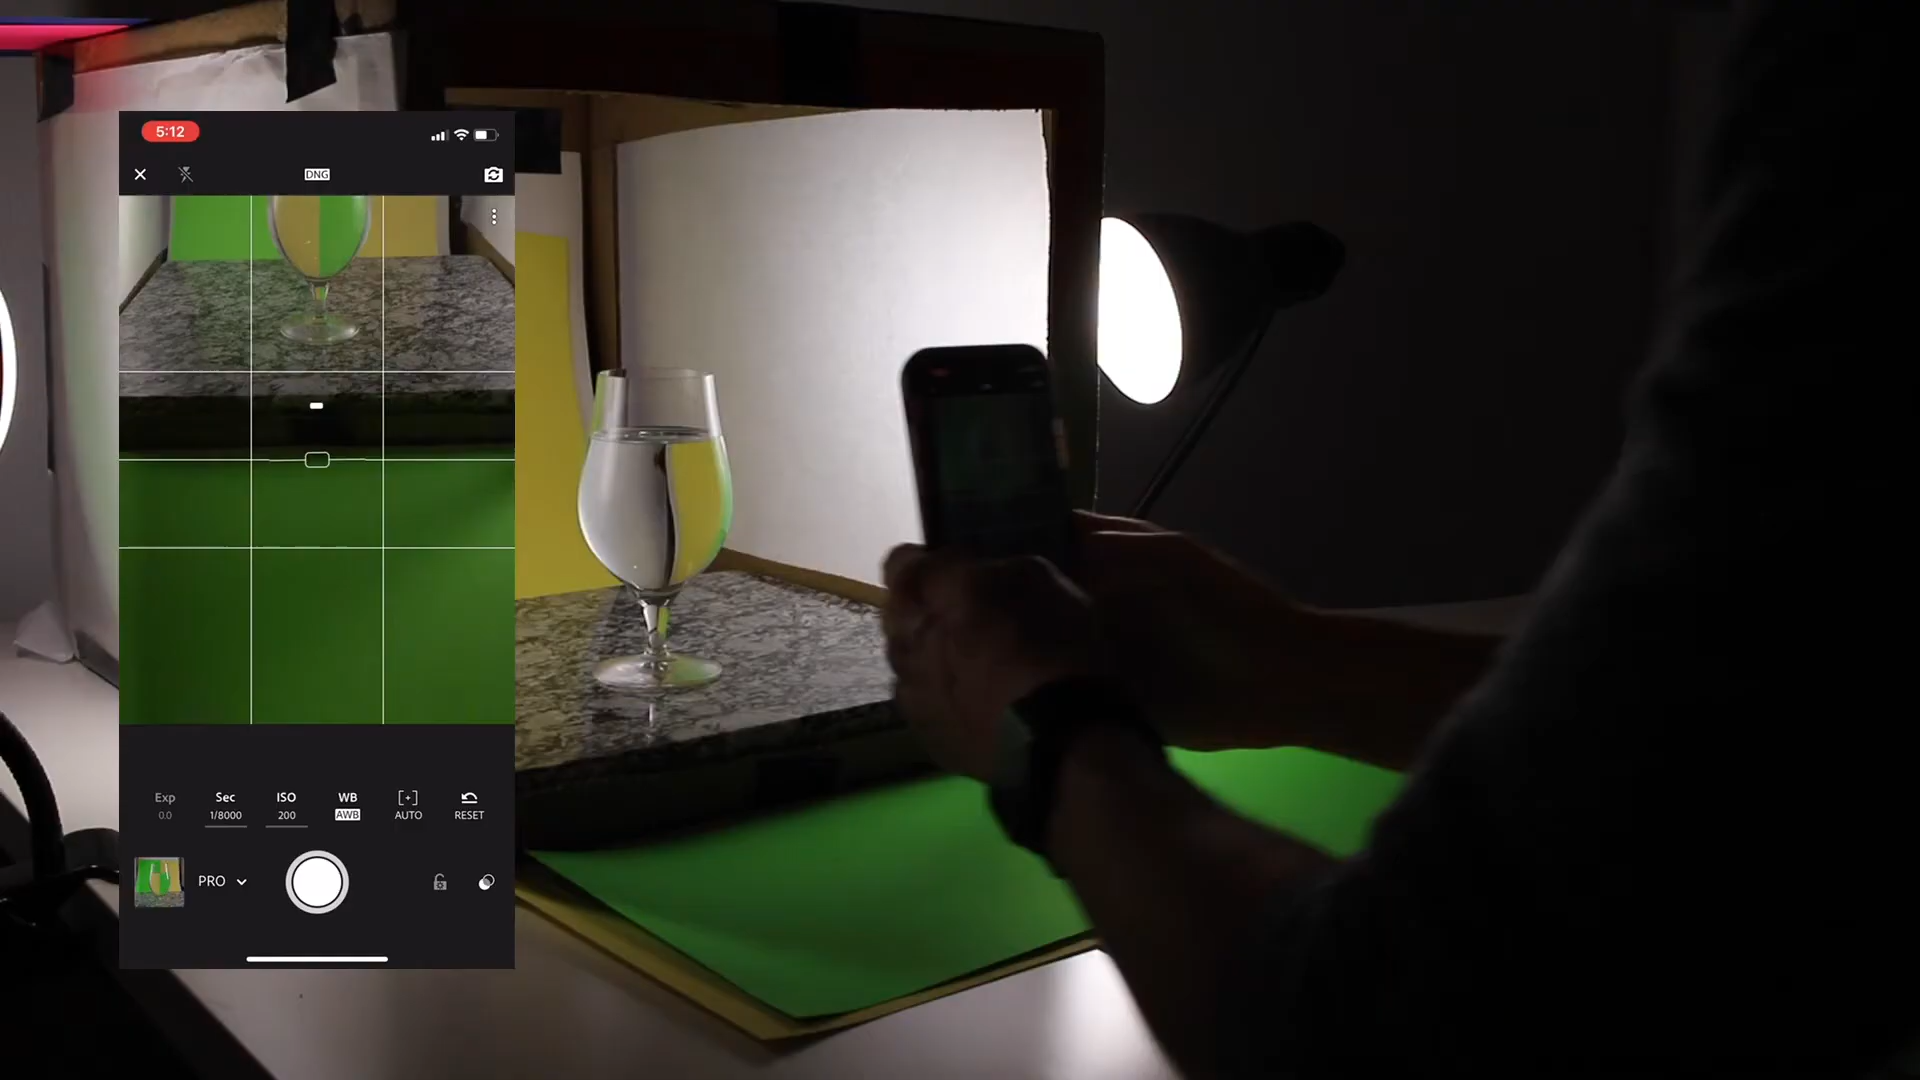 5:12
DNG
Exp Sec ISO WB
0.0 1/8000 200 AWB AUTO RESET
PRO